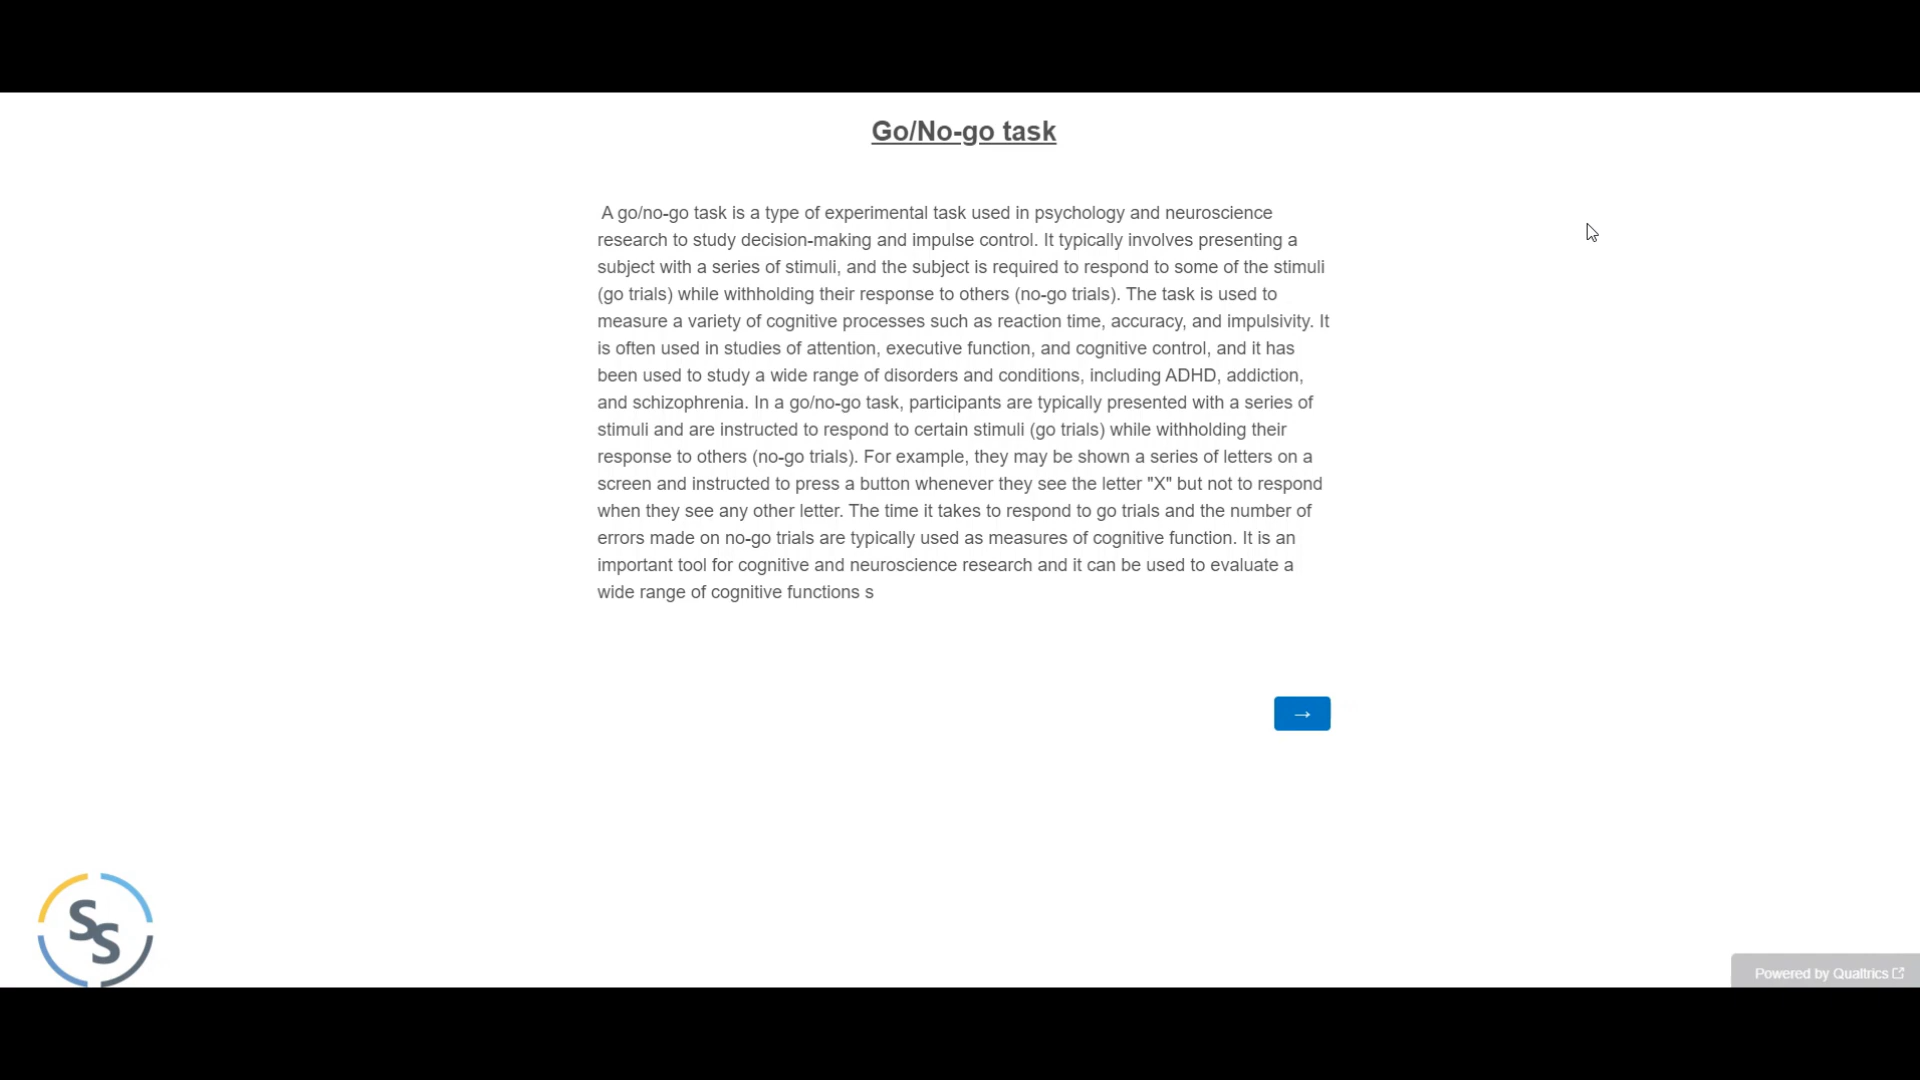 Go/No-go task
A go/no-go task is a type of experimental task used in psychology and neuroscience
research to study decision-making and impulse control. It typically involves presenting a
subject with a series of stimuli, and the subject is required to respond to some of the stimuli
(go trials) while withholding their response to others (no-go trials). The task is used to
measure a variety of cognitive processes such as reaction time, accuracy, and impulsivity. It
is often used in studies of attention, executive function, and cognitive control, and it has
been used to study a wide range of disorders and conditions, including ADHD, addiction,
and schizophrenia. In a go/no-go task, participants are typically presented with a series of
stimuli and are instructed to respond to certain stimuli (go trials) while withholding their
response to others (no-go trials). For example, they may be shown a series of letters on a
screen and instructed to press a button whenever they see the letter "X" but not to respond
when they see any other letter. The time it takes to respond to go trials and the number of
errors made on no-go trials are typically used as measures of cognitive function. It is an
important tool for cognitive and neuroscience research and it can be used to evaluate a
wide range of cognitive functions s
→
SS
Powered by Qualtrics